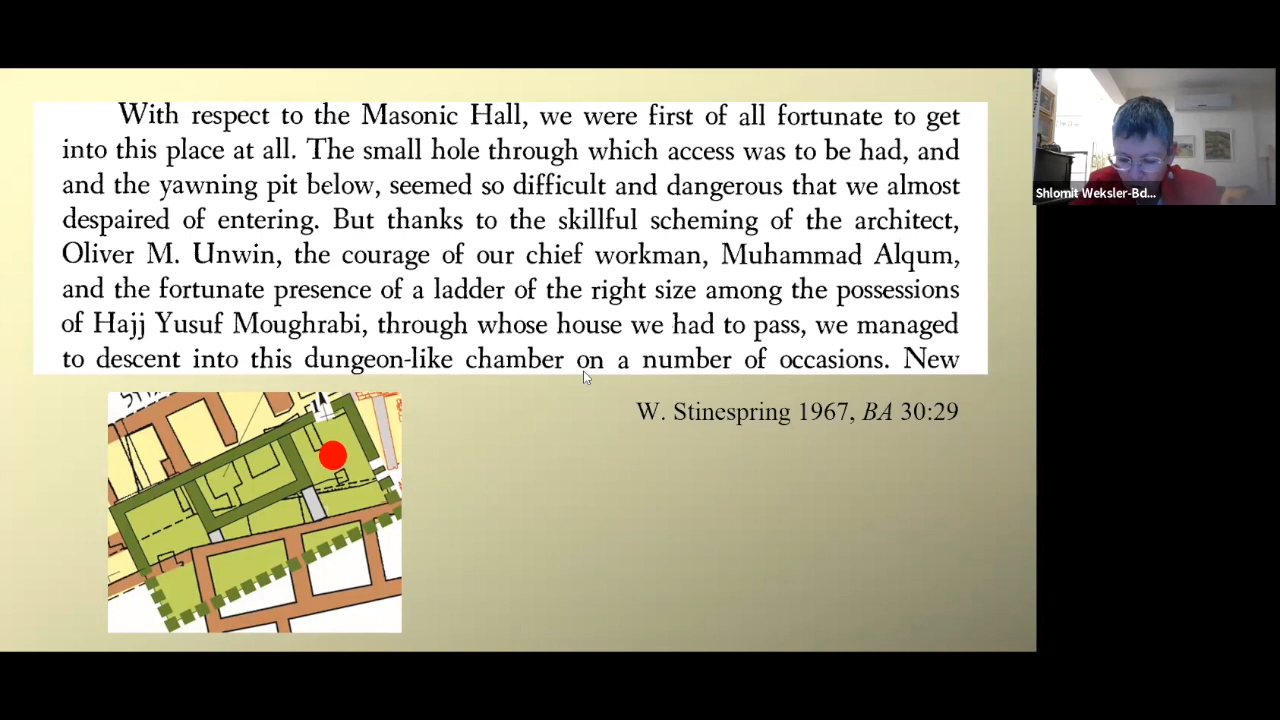 With respect to the Masonic Hall, we were first of all fortunate to get
into this place at all. The small hole through which access was to be had, and
and the yawning pit below, seemed so difficult and dangerous that we almost
despaired of entering. But thanks to the skillful scheming of the architect,
Oliver M. Unwin, the courage of our chief workman, Muhammad Alqum,
and the fortunate presence of a ladder of the right size among the possessions
of Hajj Yusuf Moughrabi, through whose house we had to pass, we managed
to descent into this dungeon-like chamber on a number of occasions. New
W. Stinespring 1967, BA 30:29
Shlomit Weksler-Bd...